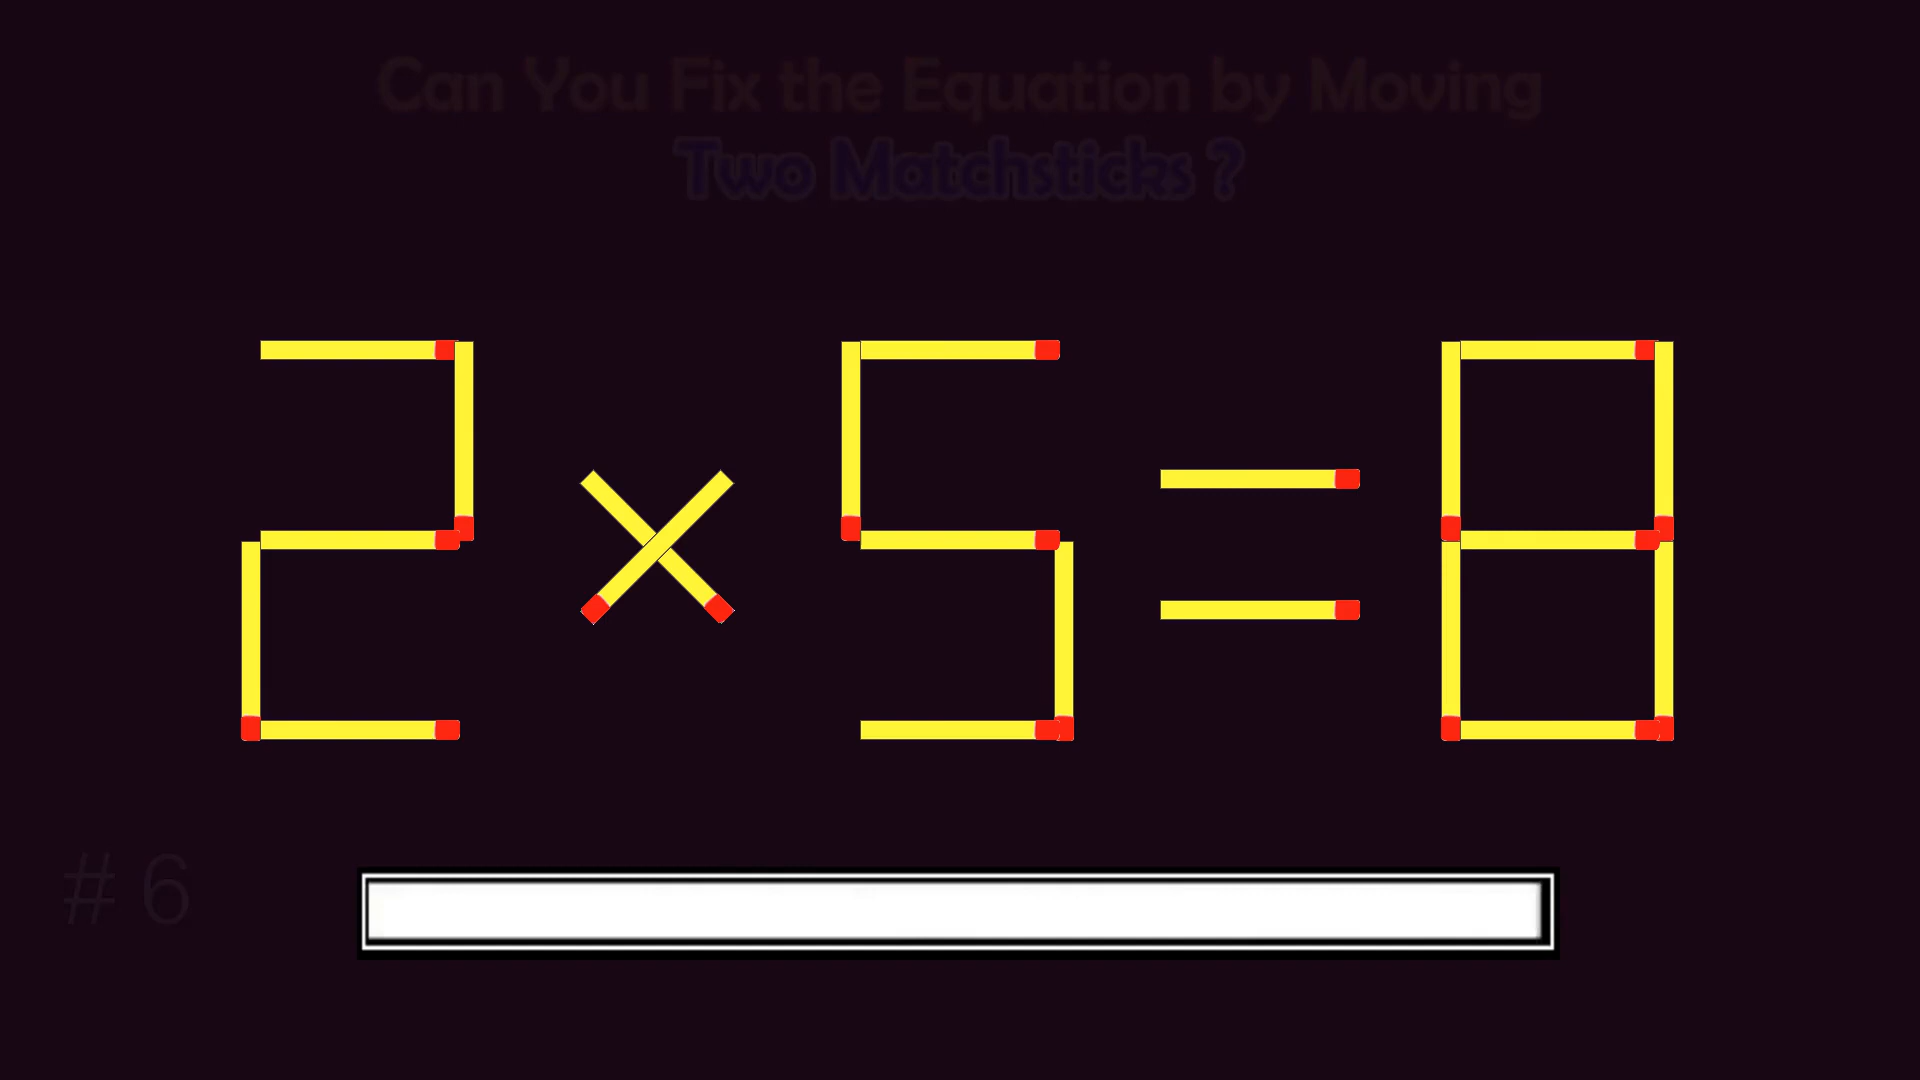 Can You Fix the Equation by Moving
Two Matchsticks ?
2 × 5 = 8
# 6